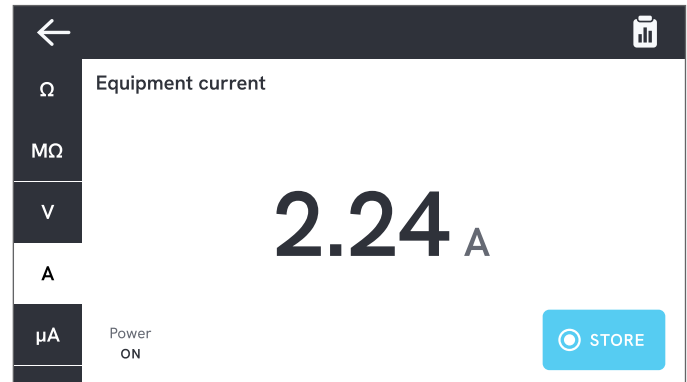 Equipment current
Ω
MΩ
V
A
µA
2.24 A
Power
ON
STORE